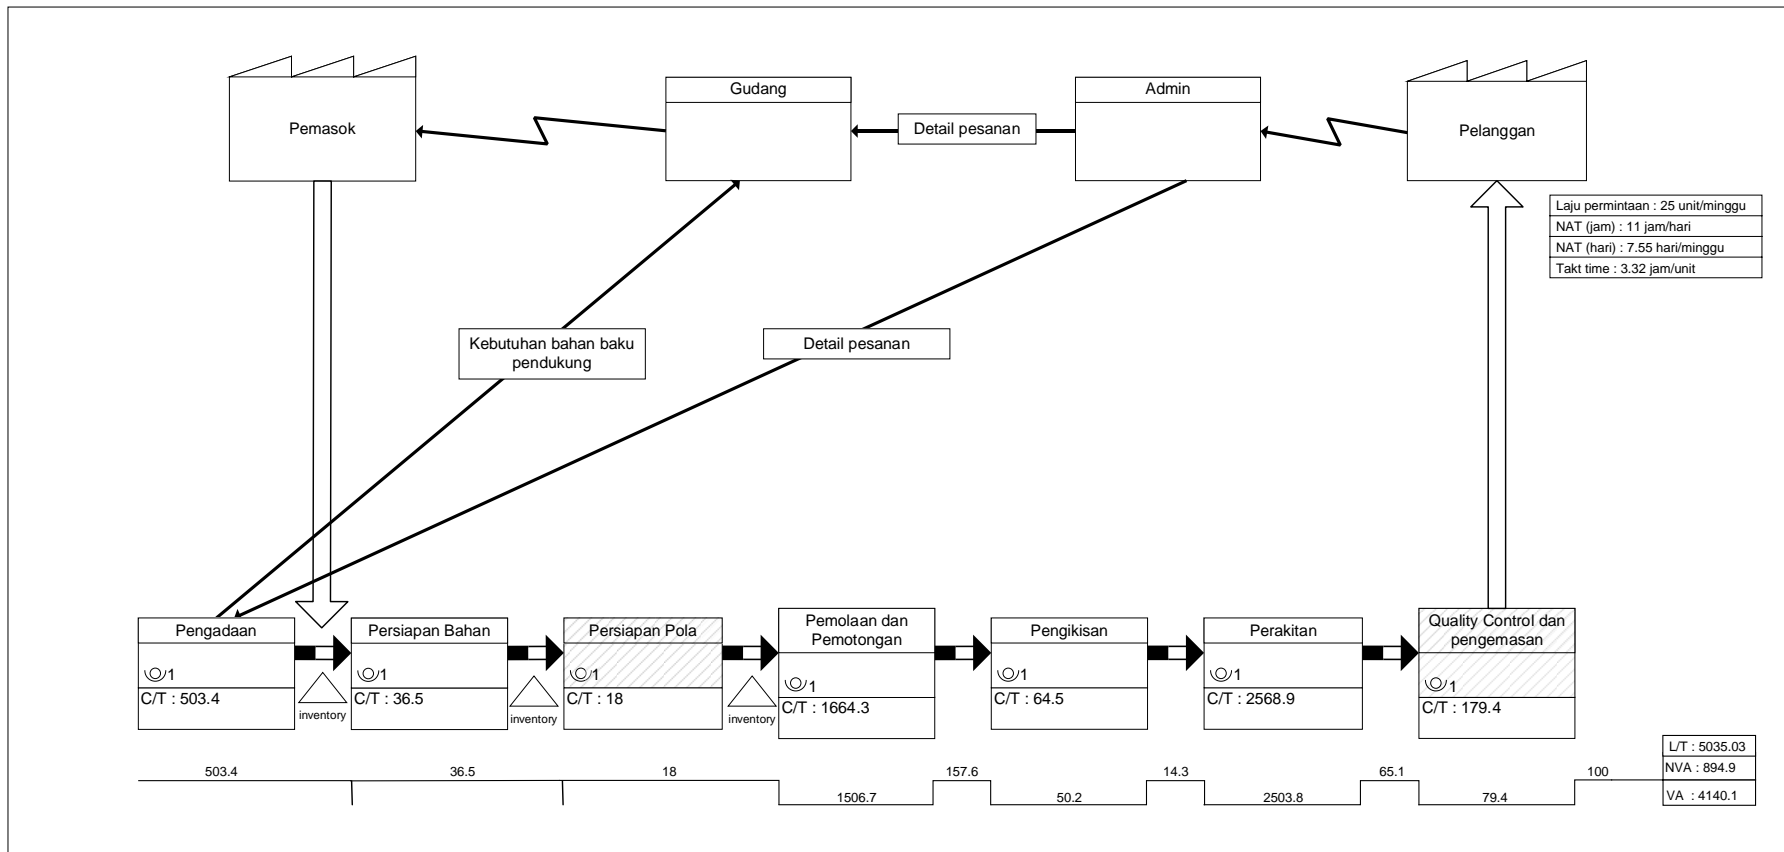 Pemasok
Gudang
Detail pesanan
Admin
Pelanggan
Laju permintaan : 25 unit/minggu
NAT (jam) : 11 jam/hari
NAT (hari) : 7.55 hari/minggu
Takt time : 3.32 jam/unit
Kebutuhan bahan baku
pendukung
Detail pesanan
Pengadaan
1
C/T : 503.4
inventory
Persiapan Bahan
1
C/T : 36.5
inventory
Persiapan Pola
1
C/T : 18
inventory
Pemolaan dan
Pemotongan
1
C/T : 1664.3
Pengikisan
1
C/T : 64.5
Perakitan
1
C/T : 2568.9
Quality Control dan
pengemasan
1
C/T : 179.4
503.4
36.5
18
1506.7
157.6
50.2
14.3
2503.8
65.1
79.4
100
L/T : 5035.03
NVA : 894.9
VA : 4140.1